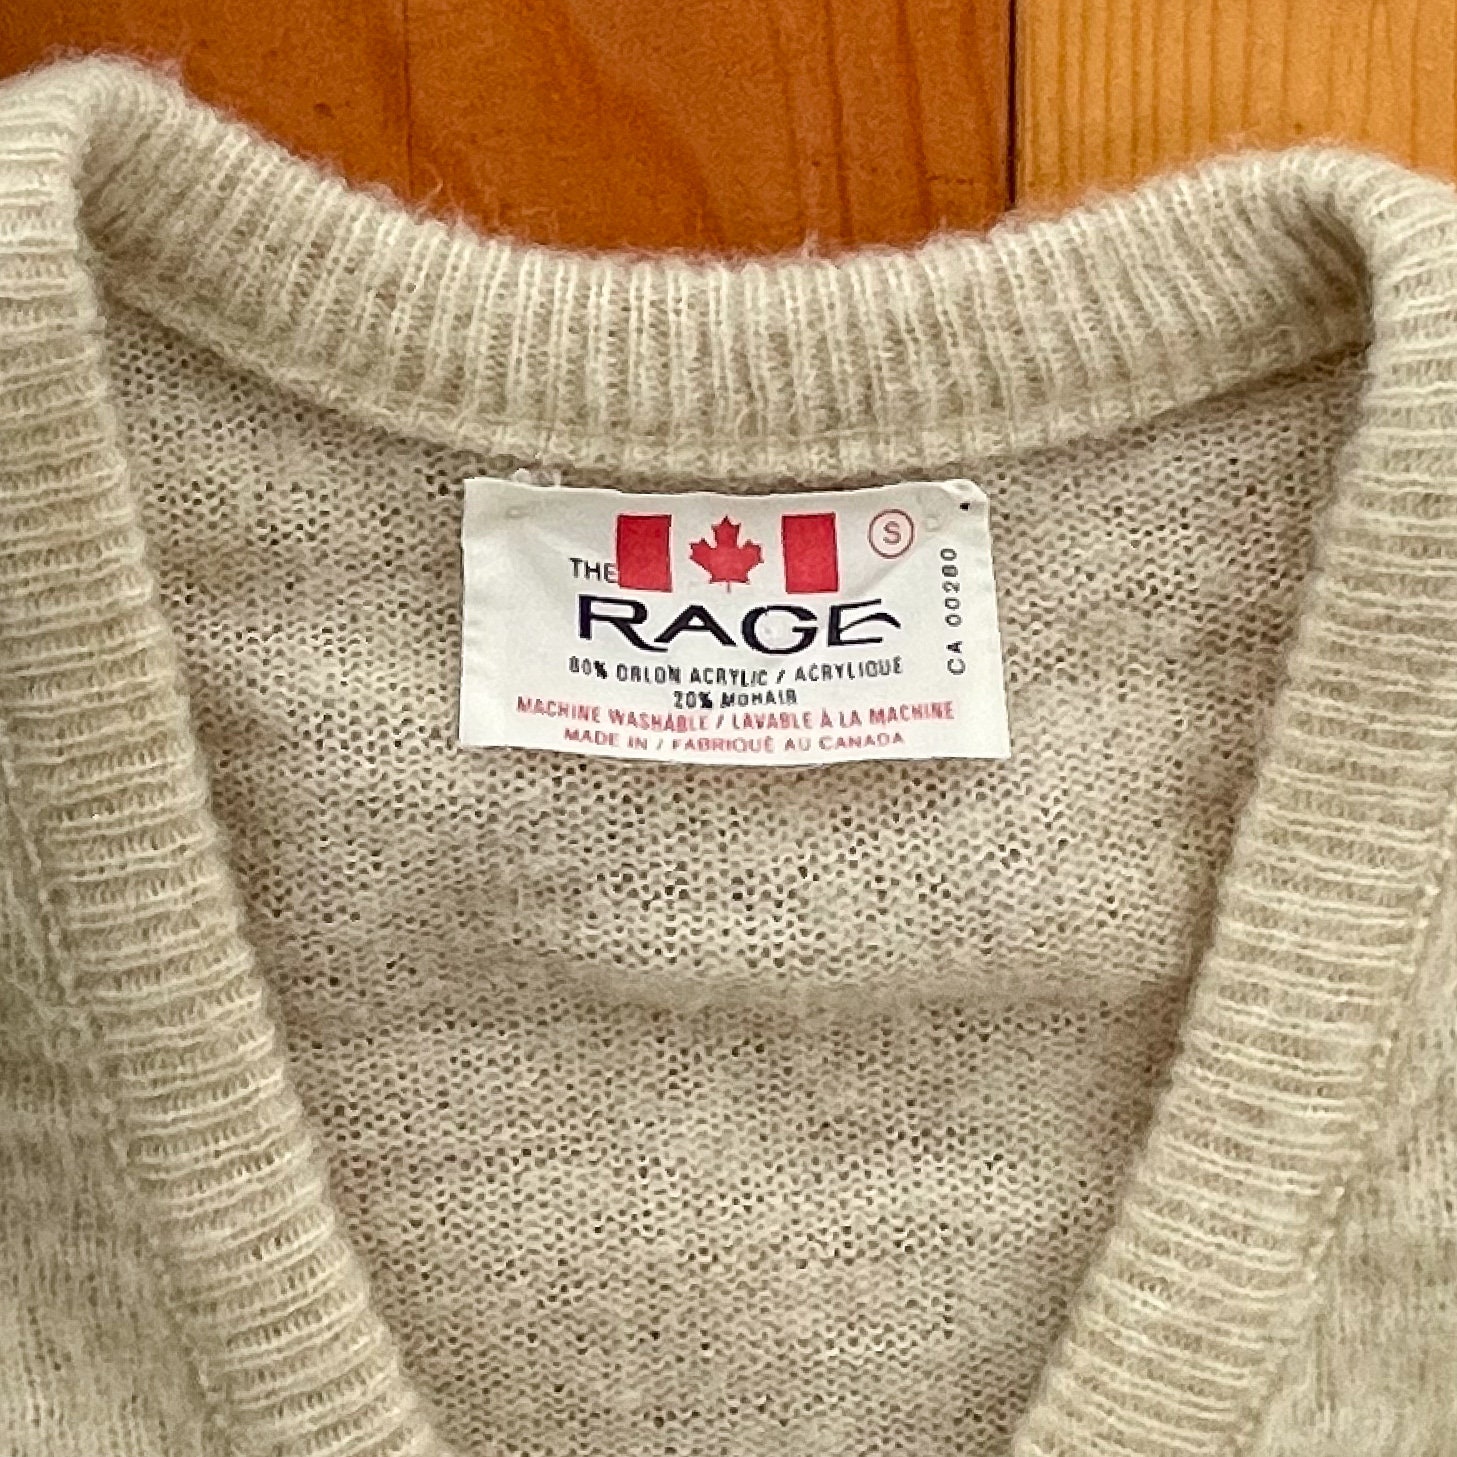 S
THE
RAGE
80% ORLON ACRYLIC / ACRYLIQUE
20% MOHAIR
MACHINE WASHABLE / LAVABLE À LA MACHINE
MADE IN / FABRIQUÉ AU CANADA
CA 00280